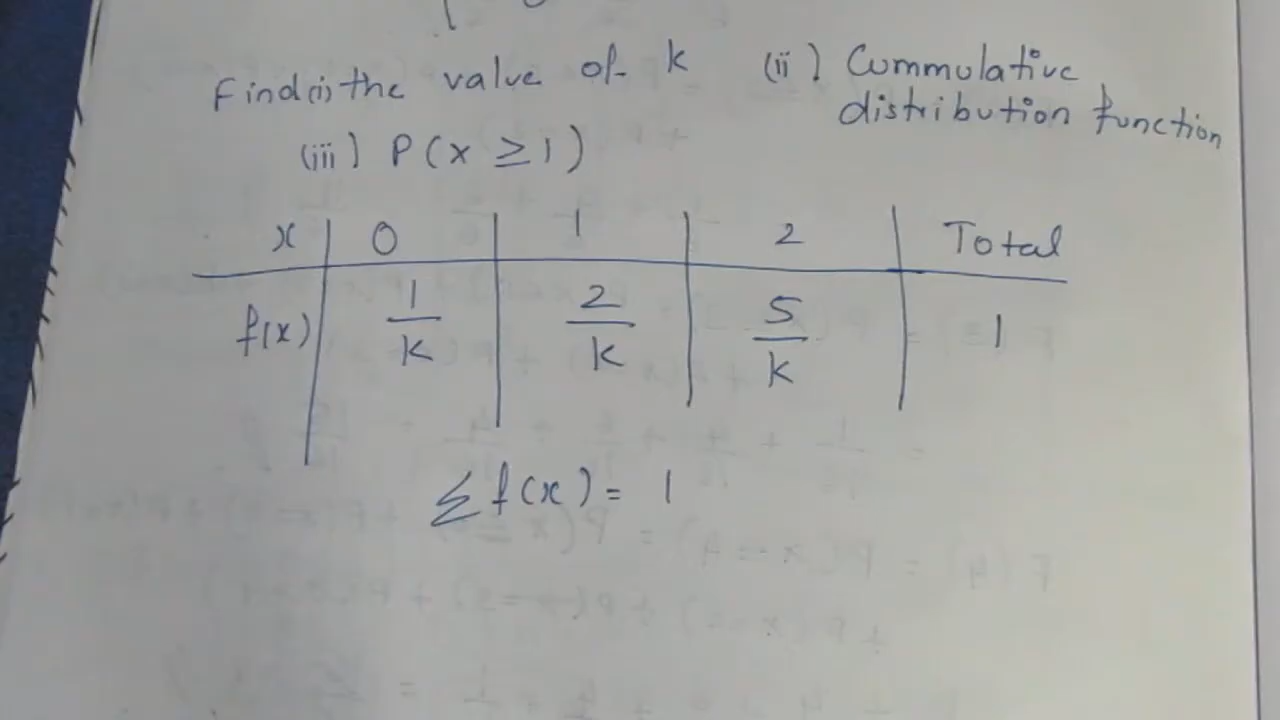 Find (i) the value of k (ii) Cummulative
distribution function
(iii) P(x ≥ 1)
x 0 1 2 Total
f(x) 1/k 2/k 5/k 1
∑ f(x) = 1